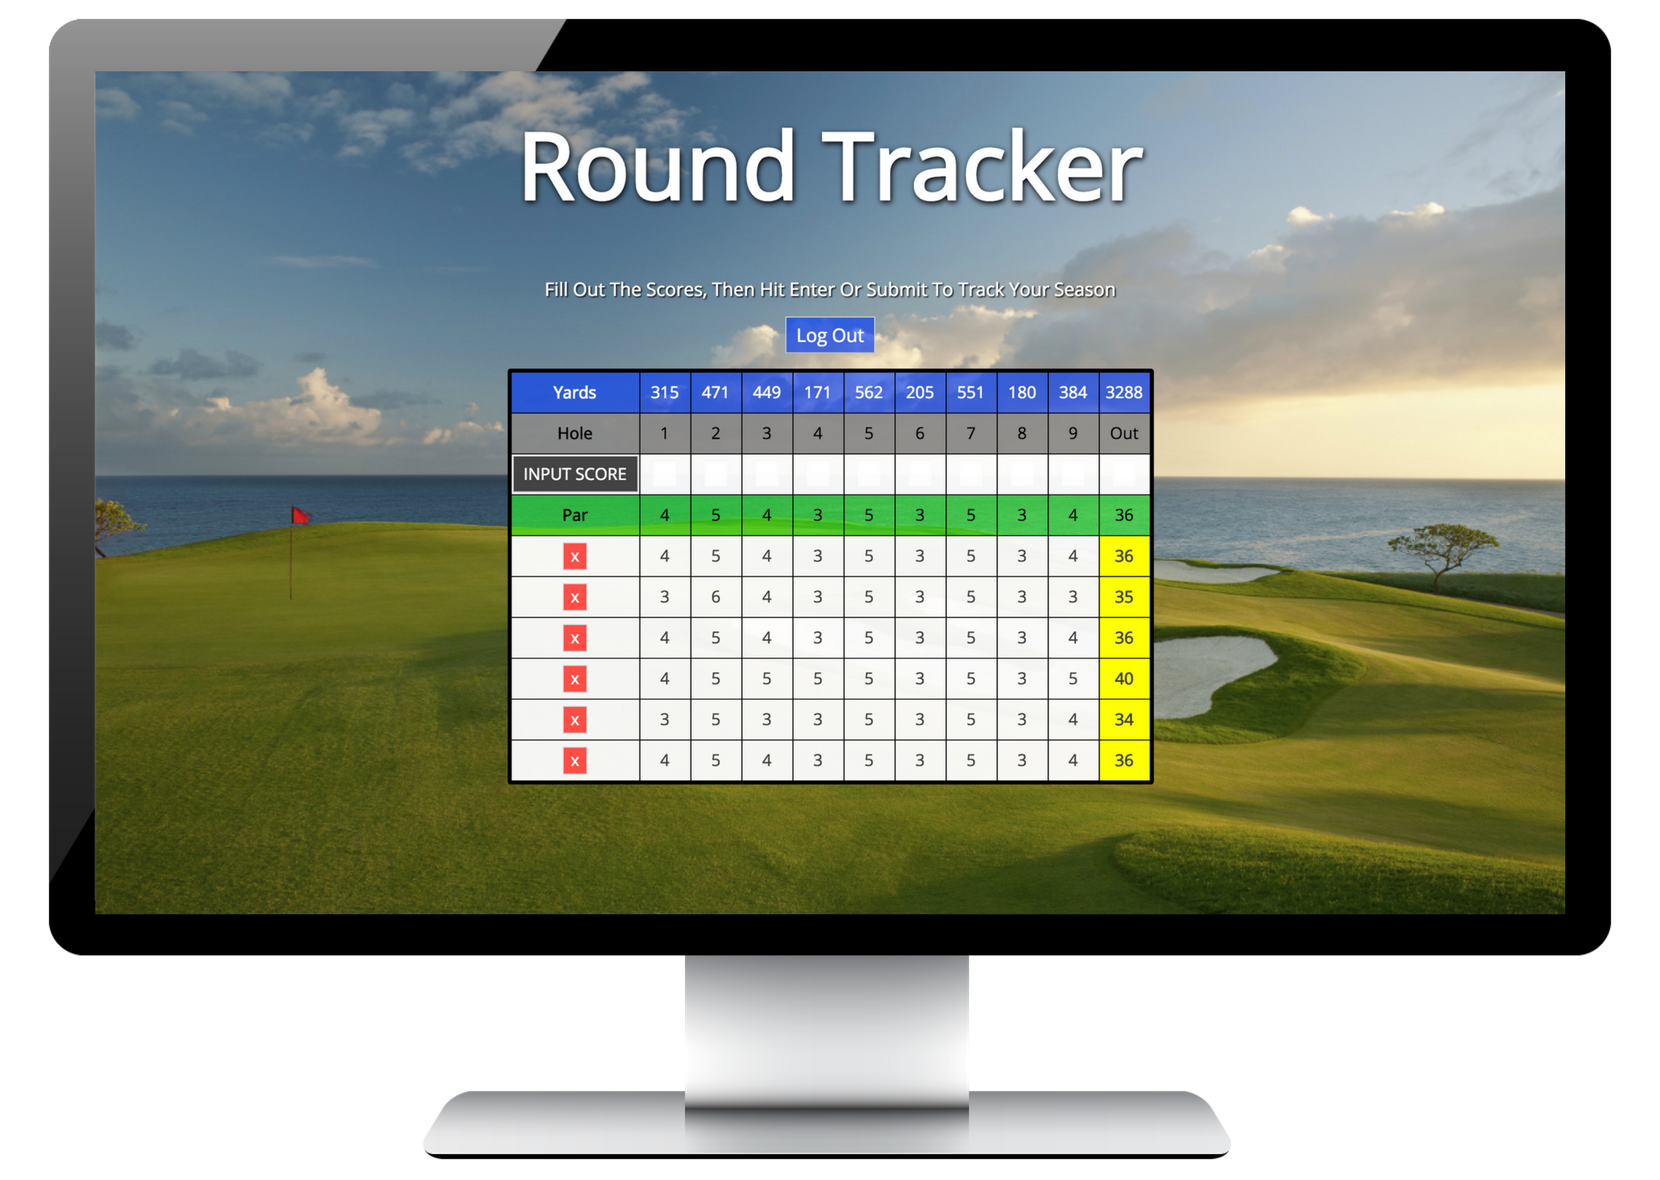 Round Tracker
Fill Out The Scores, Then Hit Enter Or Submit To Track Your Season
Log Out
Yards 315 471 449 171 562 205 551 180 384 3288
Hole 1 2 3 4 5 6 7 8 9 Out
INPUT SCORE
Par 4 5 4 3 5 3 5 3 4 36
x 4 5 4 3 5 3 5 3 4 36
x 3 6 4 3 5 3 5 3 3 35
x 4 5 4 3 5 3 5 3 4 36
x 4 5 5 5 5 3 5 3 5 40
x 3 5 3 3 5 3 5 3 4 34
x 4 5 4 3 5 3 5 3 4 36